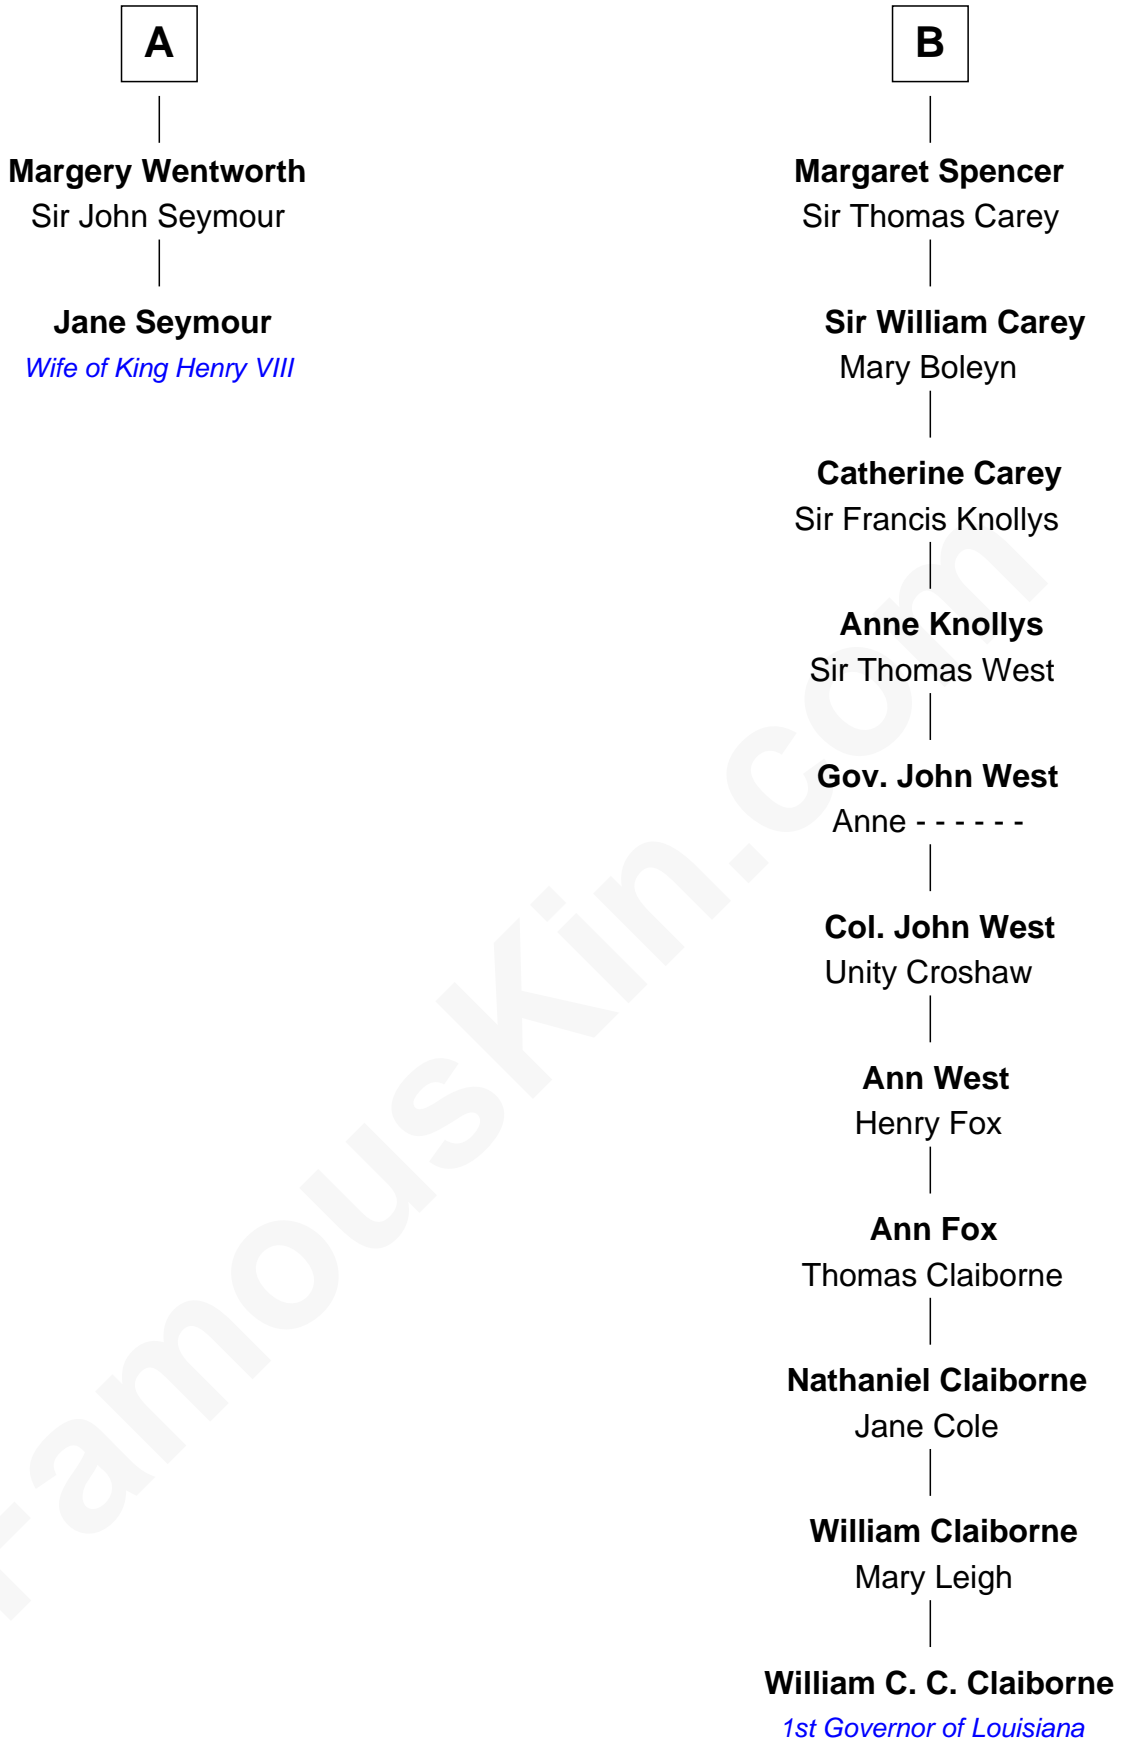 A
Margery Wentworth
Sir John Seymour
Jane Seymour
Wife of King Henry VIII
B
Margaret Spencer
Sir Thomas Carey
Sir William Carey
Mary Boleyn
Catherine Carey
Sir Francis Knollys
Anne Knollys
Sir Thomas West
Gov. John West
Anne - - - - - -
Col. John West
Unity Croshaw
Ann West
Henry Fox
Ann Fox
Thomas Claiborne
Nathaniel Claiborne
Jane Cole
William Claiborne
Mary Leigh
William C. C. Claiborne
1st Governor of Louisiana
FamousKin.com